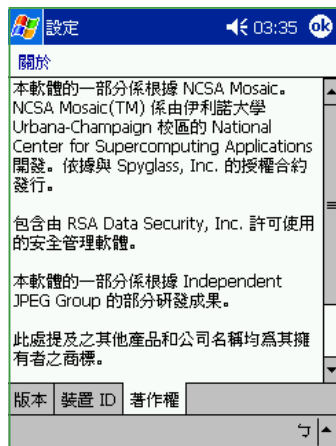 設定 03:35 ok
關於
本軟體的一部分係根據 NCSA Mosaic。
NCSA Mosaic(TM) 係由伊利諾大學
Urbana-Champaign 校區的 National
Center for Supercomputing Applications
開發。依據與 Spyglass, Inc. 的授權合約
發行。
包含由 RSA Data Security, Inc. 許可使用
的安全管理軟體。
本軟體的一部分係根據 Independent
JPEG Group 的部分研發成果。
此處提及之其他產品和公司名稱均為其擁
有者之商標。
版本 裝置 ID 著作權
ㄅ